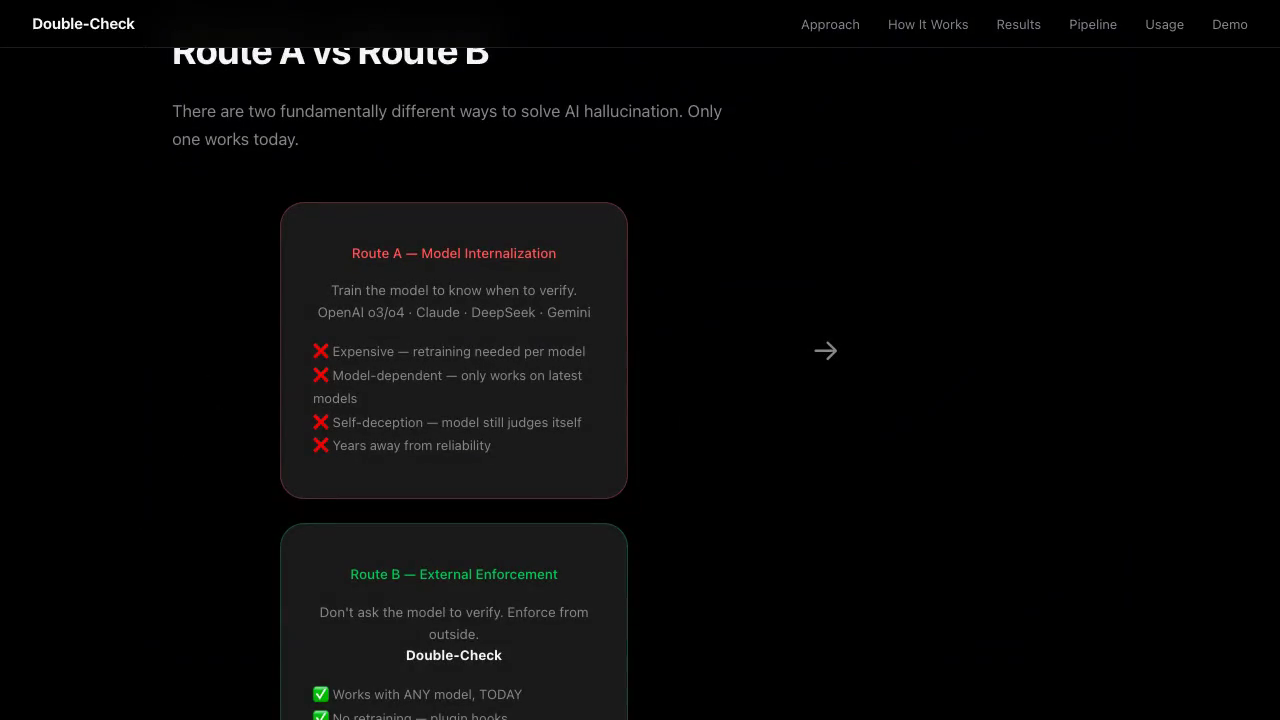 Double-Check
Approach
How It Works
Results
Pipeline
Usage
Demo
Route A vs Route B
There are two fundamentally different ways to solve AI hallucination. Only
one works today.
Route A — Model Internalization
Train the model to know when to verify.
OpenAI o3/o4 · Claude · DeepSeek · Gemini
❌ Expensive — retraining needed per model
❌ Model-dependent — only works on latest
models
❌ Self-deception — model still judges itself
❌ Years away from reliability
→
Route B — External Enforcement
Don't ask the model to verify. Enforce from
outside.
Double-Check
✅ Works with ANY model, TODAY
✅ No retraining — plugin hooks